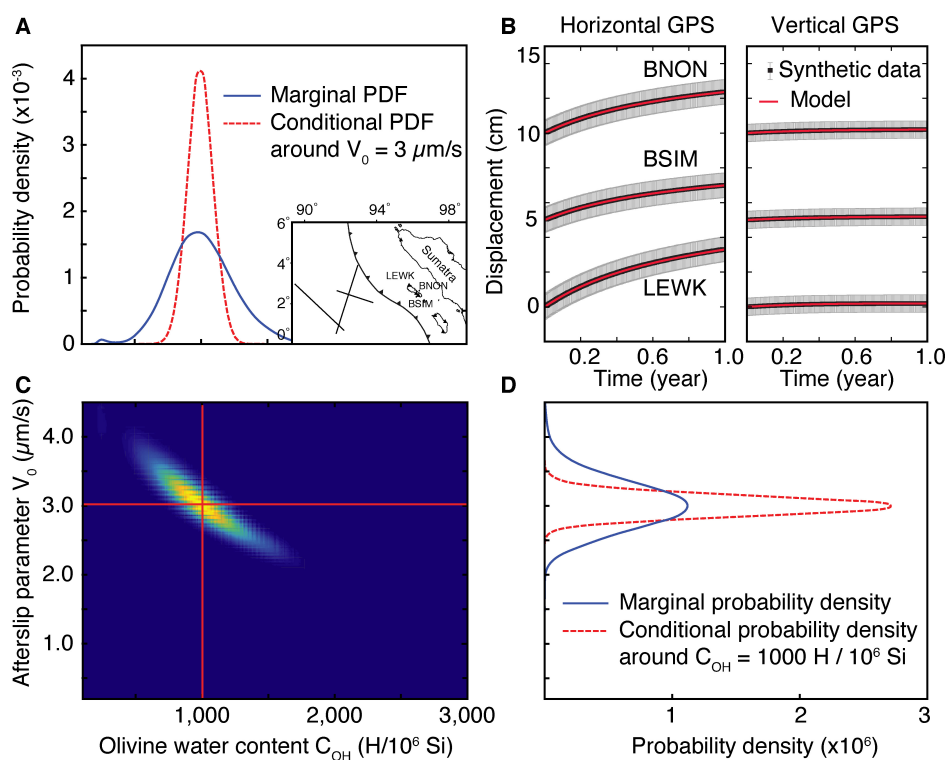 A
Probability density (x10⁻³)
4
3
2
1
0
Marginal PDF
Conditional PDF
around V₀ = 3 µm/s
90° 94° 98°
6°
4°
2°
0°
Sumatra
LEWK
BNON
BSIM
B
Horizontal GPS
Vertical GPS
Displacement (cm)
15
10
5
0
BNON
BSIM
LEWK
Synthetic data
Model
0.2 0.6 1.0
Time (year)
0.2 0.6 1.0
Time (year)
C
Afterslip parameter V₀ (µm/s)
4.0
3.0
2.0
1.0
1,000 2,000 3,000
Olivine water content C_OH (H/10⁶ Si)
D
Marginal probability density
Conditional probability density
around C_OH = 1000 H / 10⁶ Si
1 2 3
Probability density (x10⁶)